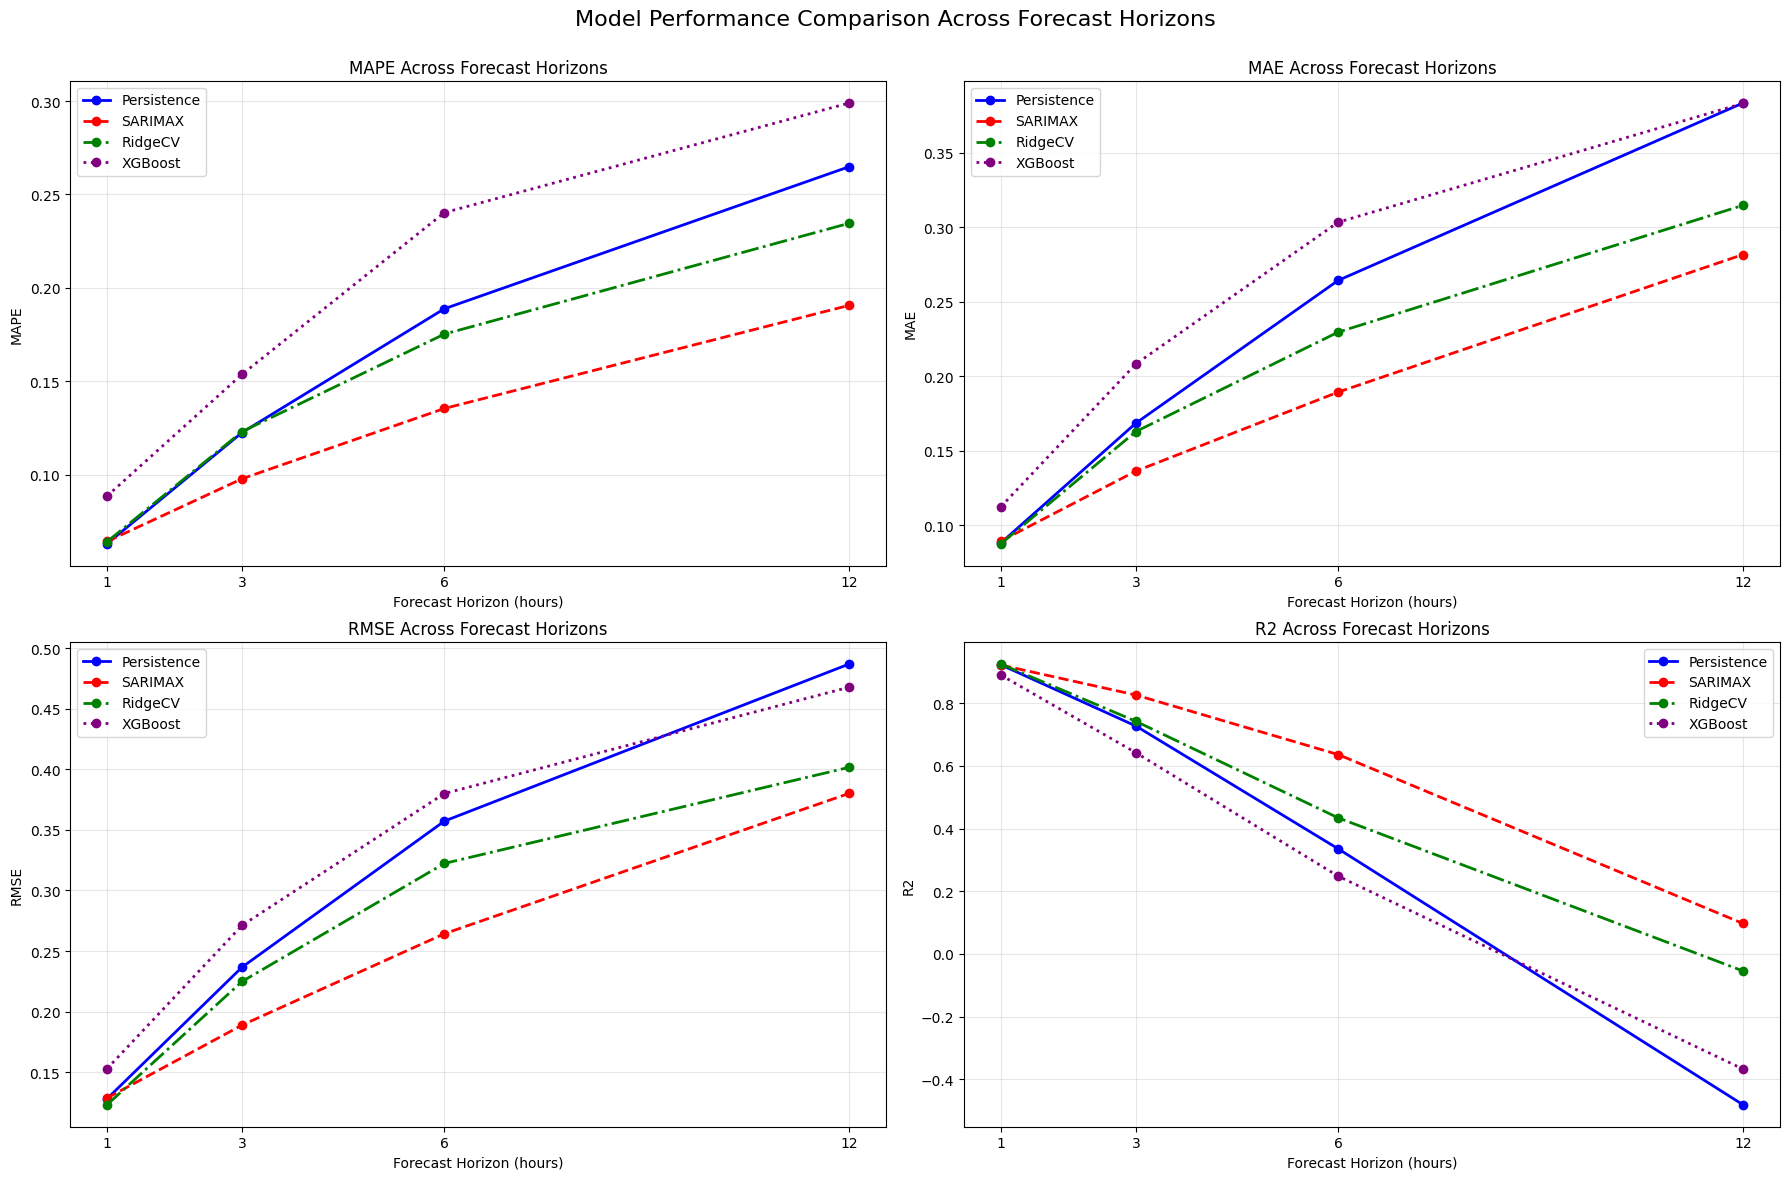 Model Performance Comparison Across Forecast Horizons
MAPE Across Forecast Horizons
Persistence
SARIMAX
RidgeCV
XGBoost
0.30
0.25
0.20
0.15
0.10
MAPE
1 3 6 12
Forecast Horizon (hours)
MAE Across Forecast Horizons
Persistence
SARIMAX
RidgeCV
XGBoost
0.35
0.30
0.25
0.20
0.15
0.10
MAE
1 3 6 12
Forecast Horizon (hours)
RMSE Across Forecast Horizons
Persistence
SARIMAX
RidgeCV
XGBoost
0.50
0.45
0.40
0.35
0.30
0.25
0.20
0.15
RMSE
1 3 6 12
Forecast Horizon (hours)
R2 Across Forecast Horizons
Persistence
SARIMAX
RidgeCV
XGBoost
0.8
0.6
0.4
0.2
0.0
−0.2
−0.4
R2
1 3 6 12
Forecast Horizon (hours)